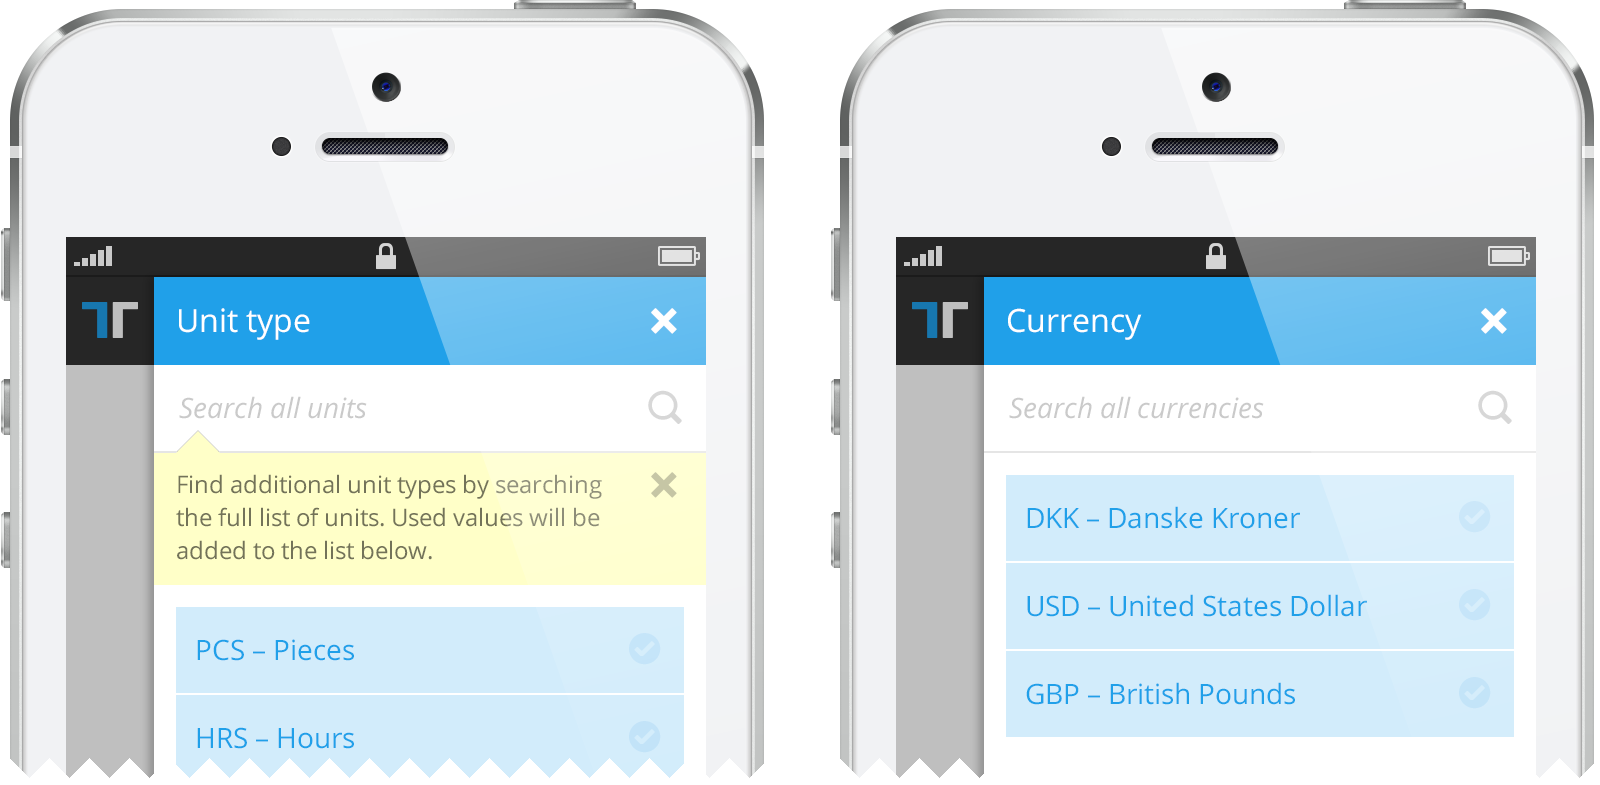 Unit type
Search all units
Find additional unit types by searching
the full list of units. Used values will be
added to the list below.
PCS – Pieces
HRS – Hours
Currency
Search all currencies
DKK – Danske Kroner
USD – United States Dollar
GBP – British Pounds